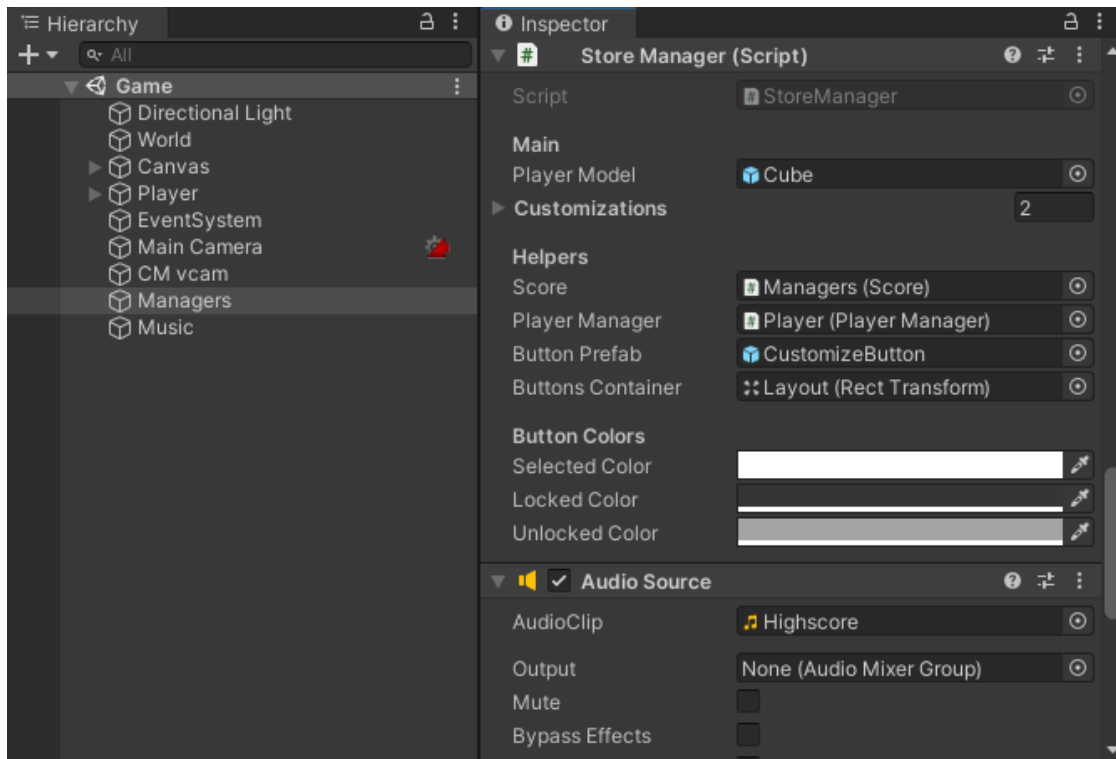 Hierarchy
All
Game
Directional Light
World
Canvas
Player
EventSystem
Main Camera
CM vcam
Managers
Music
Inspector
# Store Manager (Script)
Script # StoreManager
Main
Player Model Cube
Customizations 2
Helpers
Score # Managers (Score)
Player Manager # Player (Player Manager)
Button Prefab CustomizeButton
Buttons Container Layout (Rect Transform)
Button Colors
Selected Color
Locked Color
Unlocked Color
Audio Source
AudioClip Highscore
Output None (Audio Mixer Group)
Mute
Bypass Effects